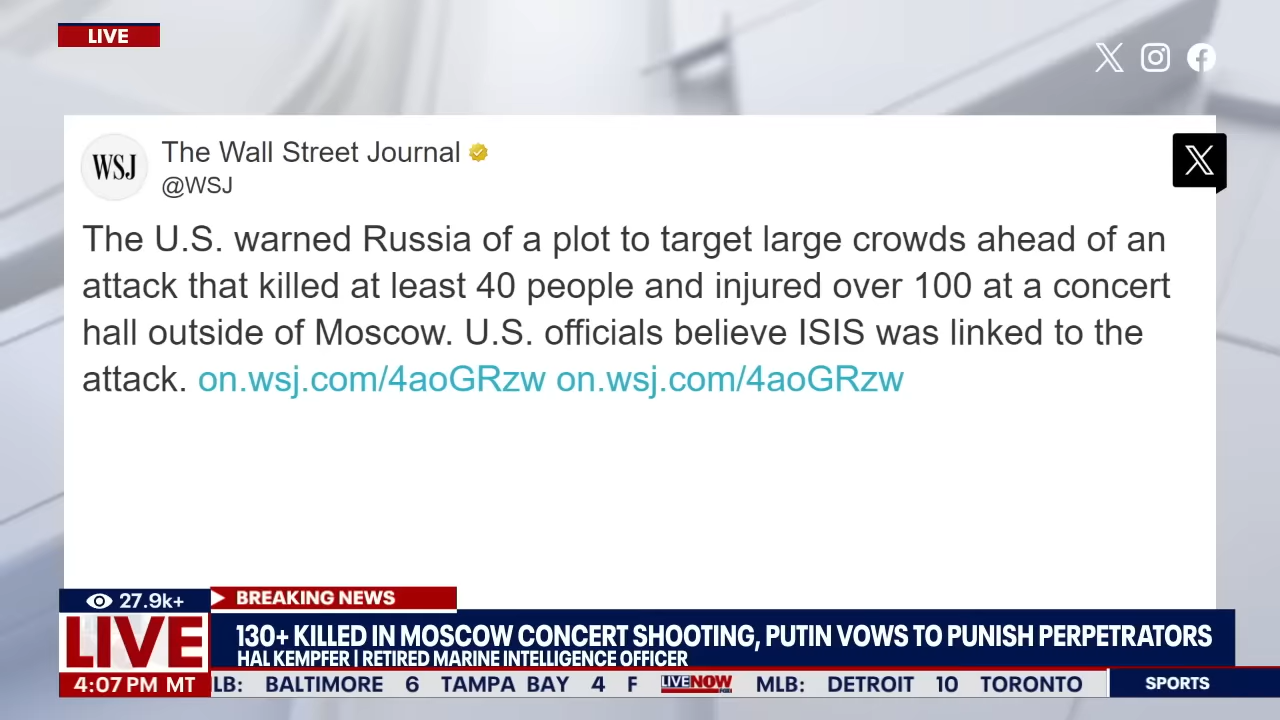 LIVE
WSJ
The Wall Street Journal
@WSJ
The U.S. warned Russia of a plot to target large crowds ahead of an
attack that killed at least 40 people and injured over 100 at a concert
hall outside of Moscow. U.S. officials believe ISIS was linked to the
attack. on.wsj.com/4aoGRzw on.wsj.com/4aoGRzw
27.9k+
BREAKING NEWS
LIVE
130+ KILLED IN MOSCOW CONCERT SHOOTING, PUTIN VOWS TO PUNISH PERPETRATORS
HAL KEMPFER | RETIRED MARINE INTELLIGENCE OFFICER
4:07 PM MT
LB: BALTIMORE 6 TAMPA BAY 4 F LIVENOW FOX MLB: DETROIT 10 TORONTO
SPORTS